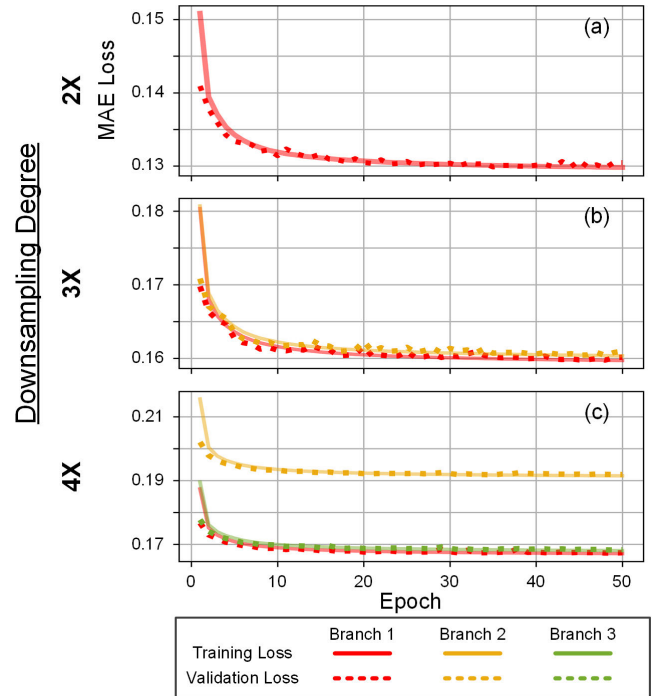 Downsampling Degree
2X
MAE Loss
0.15
0.14
0.13
(a)
3X
0.18
0.17
0.16
(b)
4X
0.21
0.19
0.17
(c)
0 10 20 30 40 50
Epoch
Branch 1 Branch 2 Branch 3
Training Loss
Validation Loss